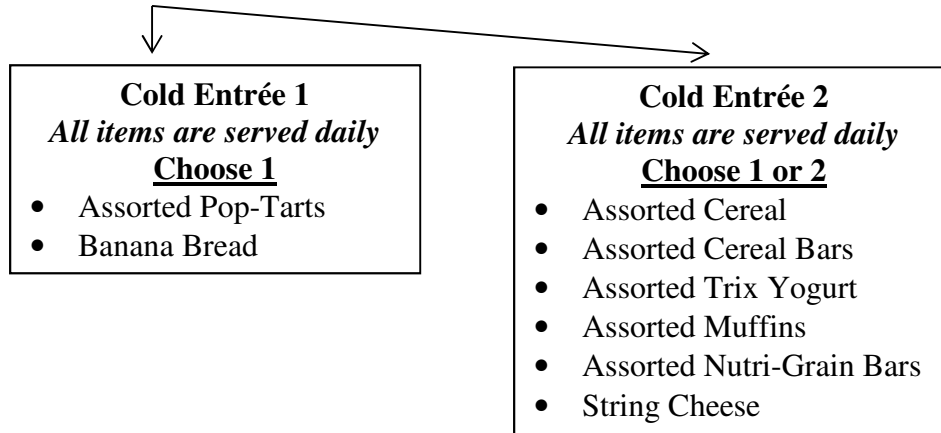 Cold Entrée 1
All items are served daily
Choose 1
• Assorted Pop-Tarts
• Banana Bread
Cold Entrée 2
All items are served daily
Choose 1 or 2
• Assorted Cereal
• Assorted Cereal Bars
• Assorted Trix Yogurt
• Assorted Muffins
• Assorted Nutri-Grain Bars
• String Cheese